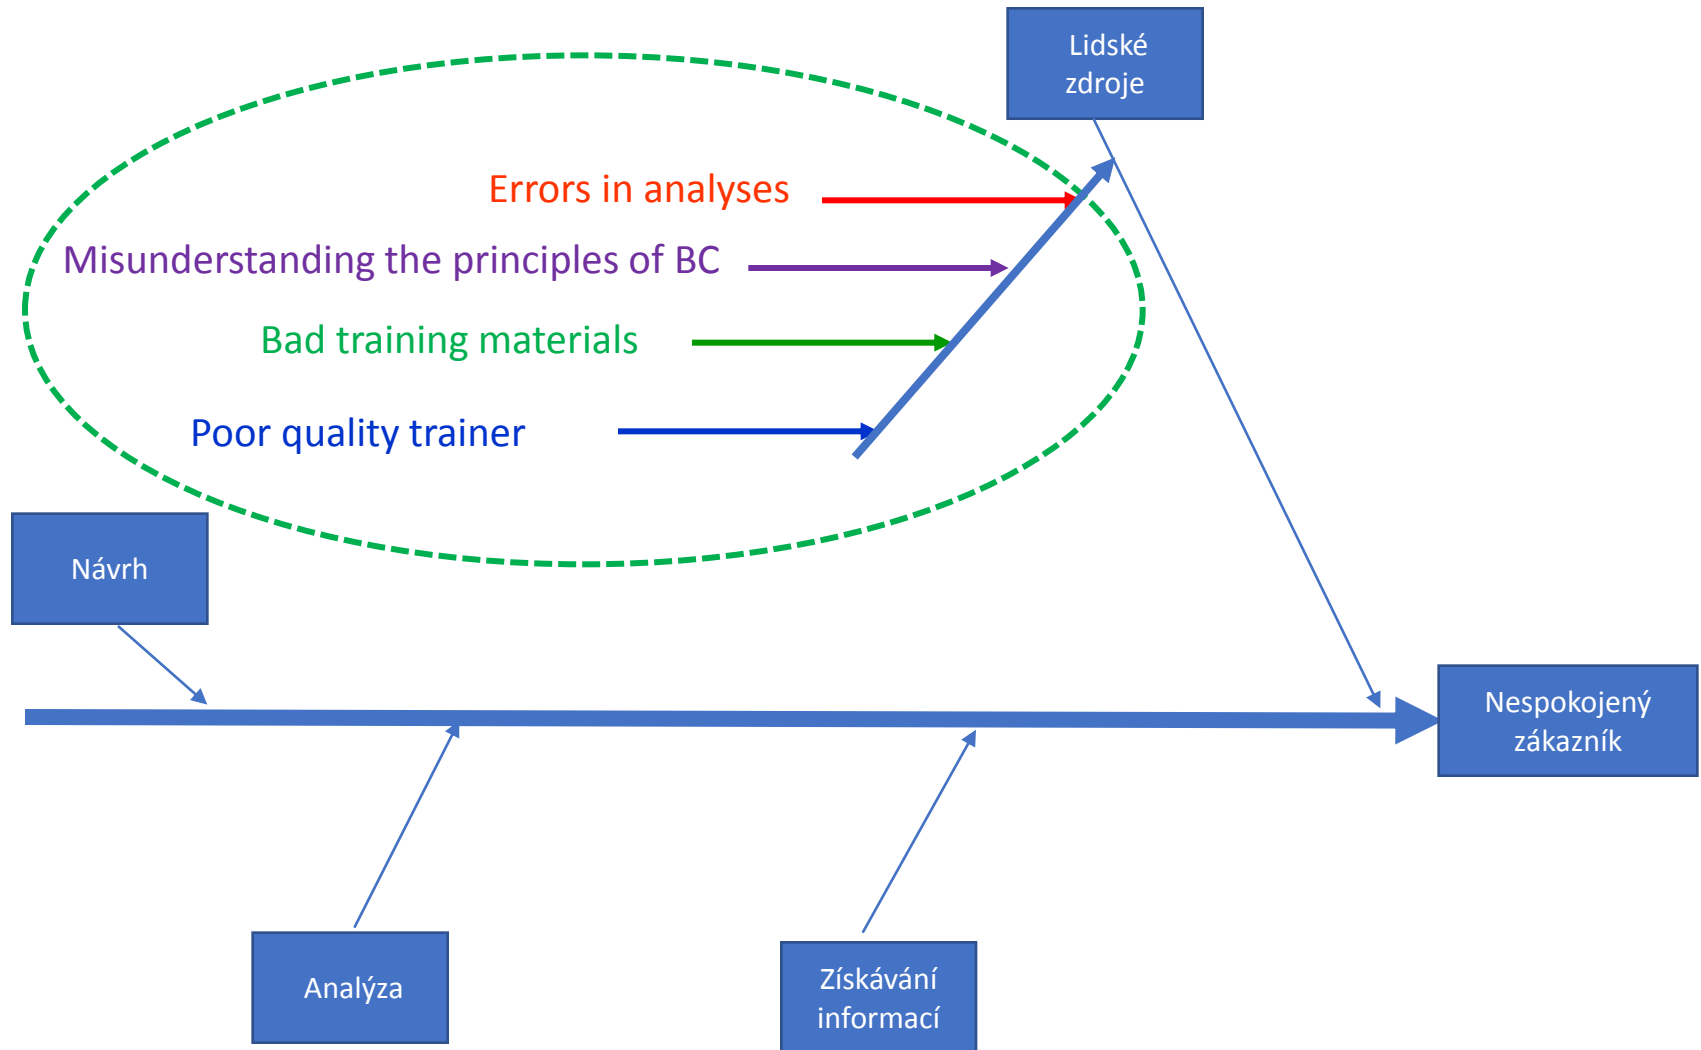 Lidské
zdroje
Errors in analyses
Misunderstanding the principles of BC
Bad training materials
Poor quality trainer
Návrh
Nespokojený
zákazník
Analýza
Získávání
informací